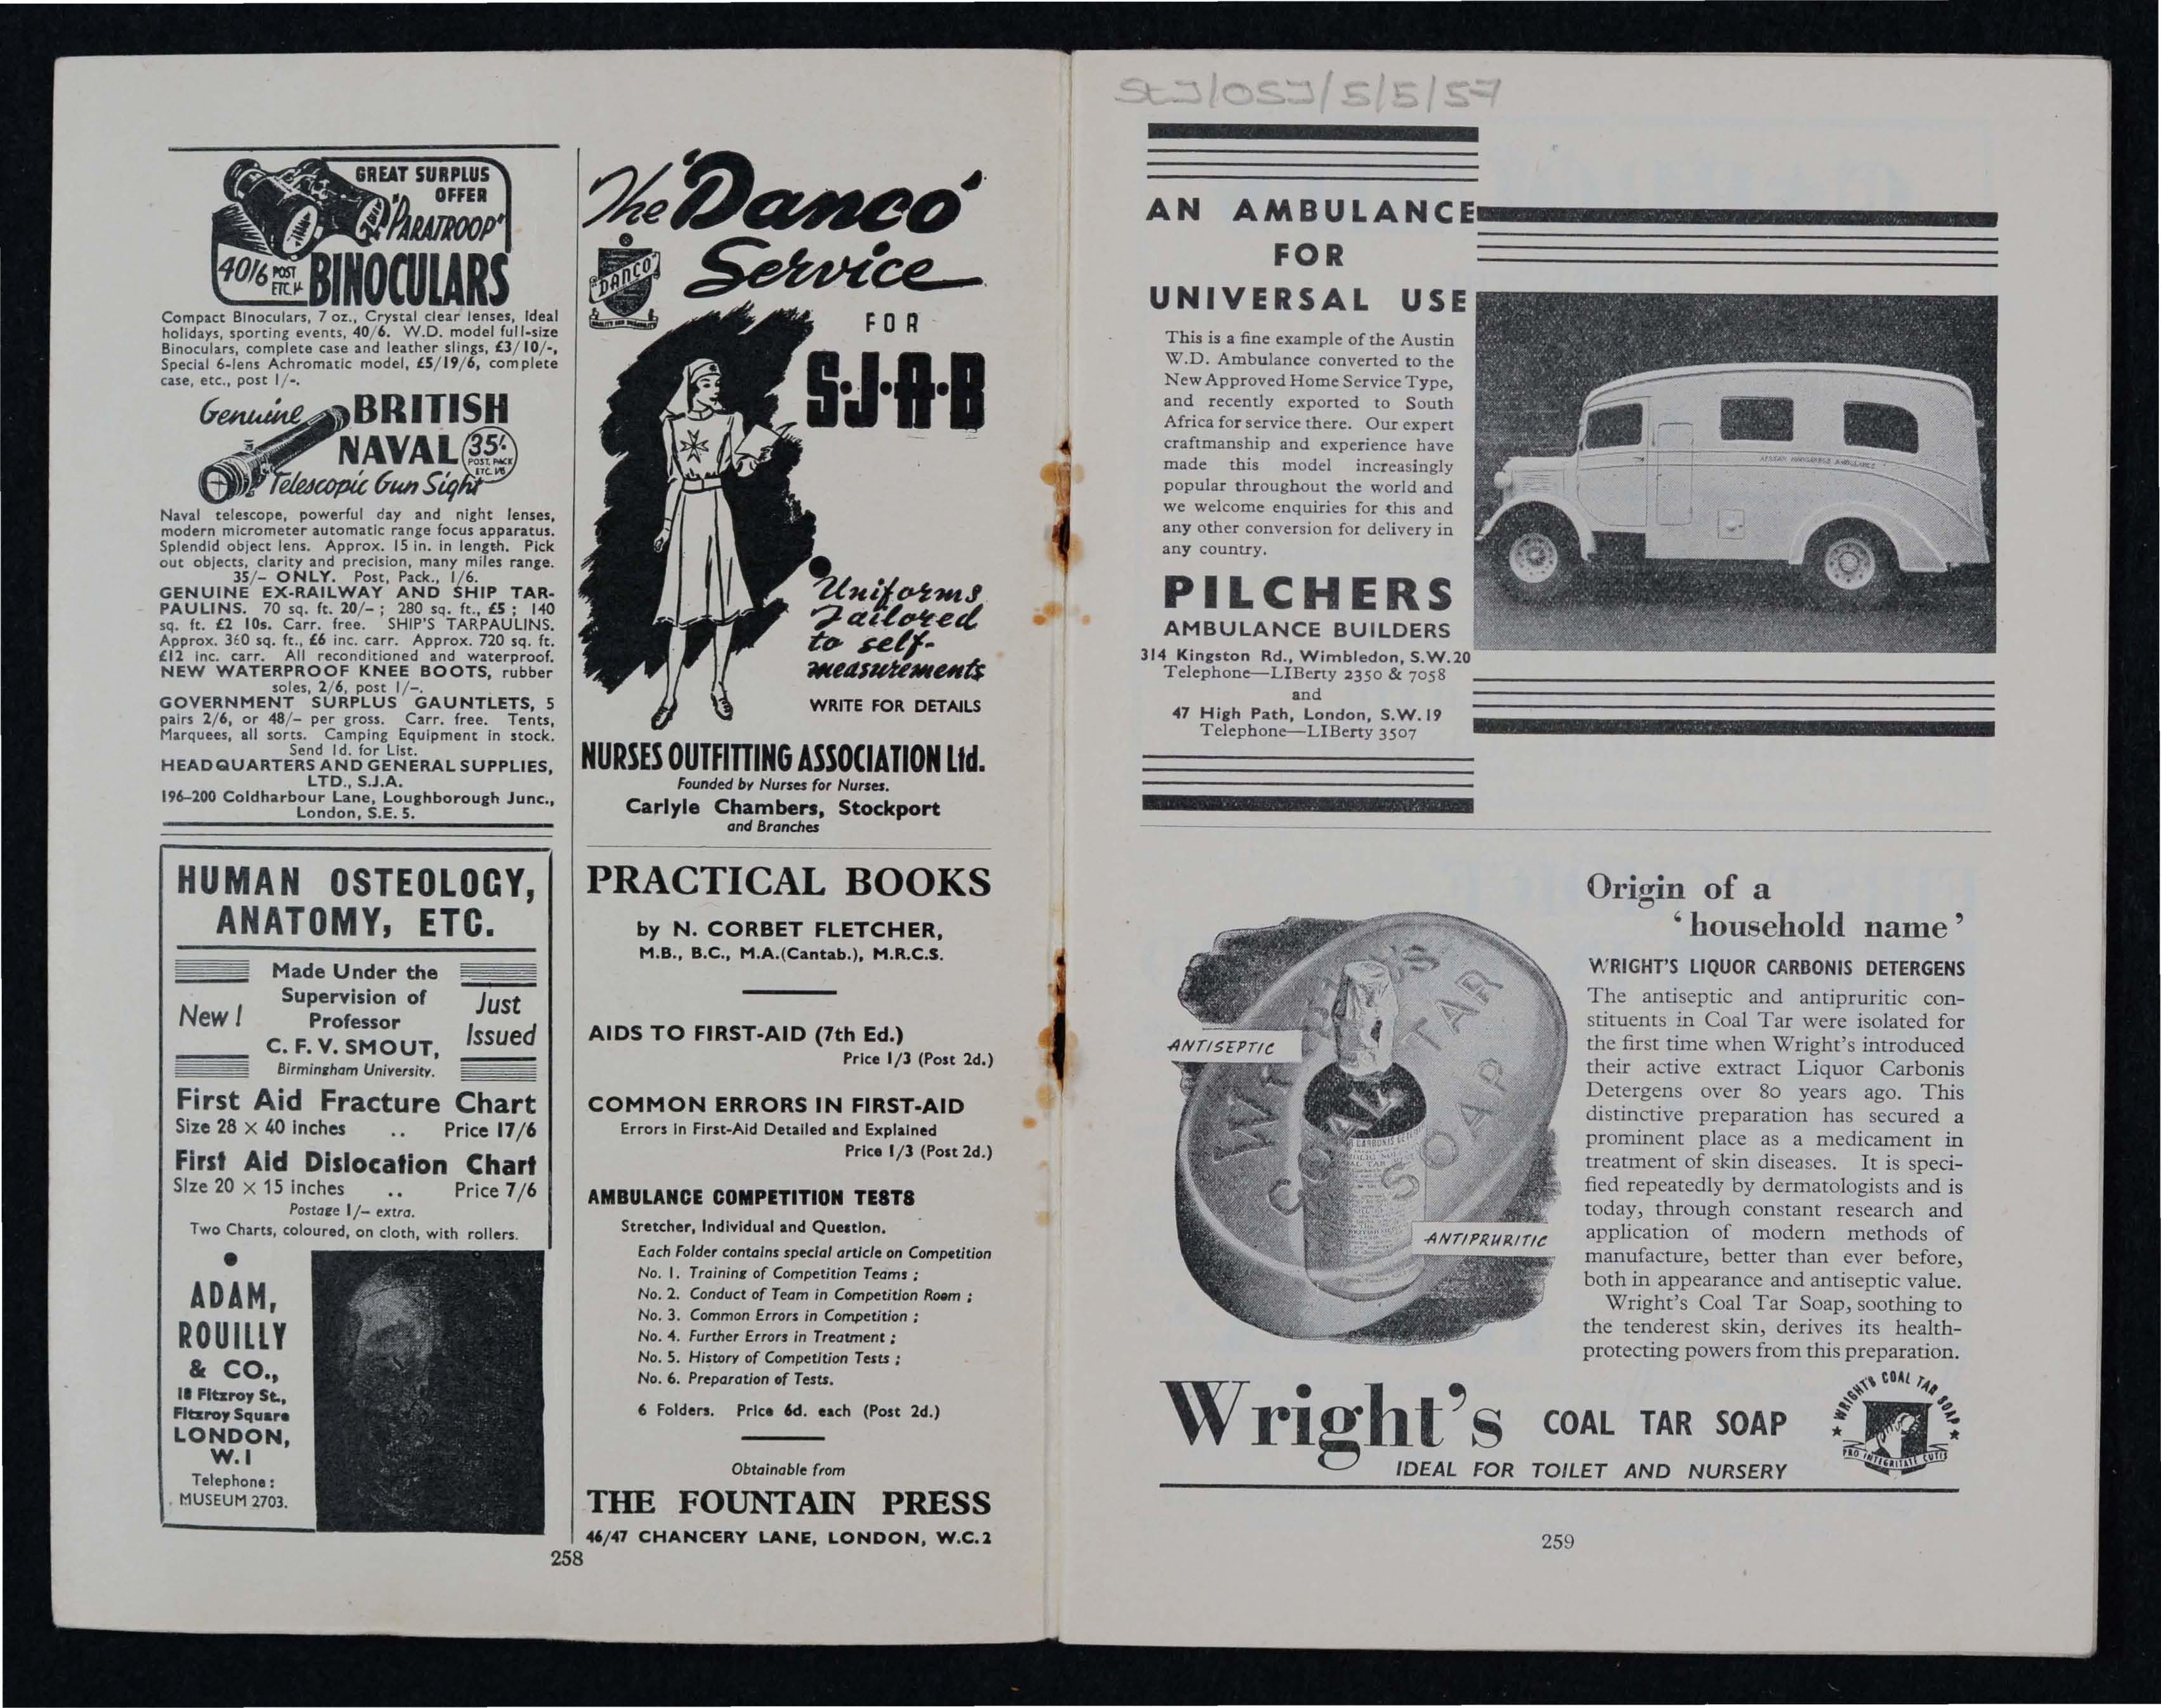 GREAT SURPLUS
OFFER
"PARATROOP"
40/6 POST
ETC. 1/-
BINOCULARS
Compact Binoculars, 7 oz., Crystal clear lenses, Ideal
holidays, sporting events, 40/6. W.D. model full-size
Binoculars, complete case and leather slings, £3/10/-,
Special 6-lens Achromatic model, £5/19/6, complete
case, etc., post 1/-.
Genuine BRITISH
NAVAL 35/-
POST. PACK
ETC. 1/6
Telescopic Gun Sight
Naval telescope, powerful day and night lenses,
modern micrometer automatic range focus apparatus.
Splendid object lens. Approx. 15 in. in length. Pick
out objects, clarity and precision, many miles range.
35/- ONLY. Post, Pack., 1/6.
GENUINE EX-RAILWAY AND SHIP TAR-
PAULINS. 70 sq. ft. 20/- ; 280 sq. ft., £5 ; 140
sq. ft. £2 10s. Carr. free. SHIP'S TARPAULINS.
Approx. 360 sq. ft., £6 inc. carr. Approx. 720 sq. ft.
£12 inc. carr. All reconditioned and waterproof.
NEW WATERPROOF KNEE BOOTS, rubber
soles, 2/6, post 1/-.
GOVERNMENT SURPLUS GAUNTLETS, 5
pairs 2/6, or 48/- per gross. Carr. free. Tents,
Marquees, all sorts. Camping Equipment in stock.
Send 1d. for List.
HEADQUARTERS AND GENERAL SUPPLIES,
LTD., S.J.A.
196-200 Coldharbour Lane, Loughborough Junc.,
London, S.E. 5.
HUMAN OSTEOLOGY,
ANATOMY, ETC.
New !
Made Under the
Supervision of
Professor
C. F. V. SMOUT,
Birmingham University.
Just
Issued
First Aid Fracture Chart
Size 28 × 40 inches .. Price 17/6
First Aid Dislocation Chart
Size 20 × 15 inches .. Price 7/6
Postage 1/- extra.
Two Charts, coloured, on cloth, with rollers.
ADAM,
ROUILLY
& CO.,
18 Fitzroy St.,
Fitzroy Square
LONDON,
W.1
Telephone :
MUSEUM 2703.
The 'Danco'
Service
"DANCO"
FOR
S·J·A·B
Uniforms
Tailored
to self-
measurements
WRITE FOR DETAILS
NURSES OUTFITTING ASSOCIATION Ltd.
Founded by Nurses for Nurses.
Carlyle Chambers, Stockport
and Branches
PRACTICAL BOOKS
by N. CORBET FLETCHER,
M.B., B.C., M.A.(Cantab.), M.R.C.S.
AIDS TO FIRST-AID (7th Ed.)
Price 1/3 (Post 2d.)
COMMON ERRORS IN FIRST-AID
Errors in First-Aid Detailed and Explained
Price 1/3 (Post 2d.)
AMBULANCE COMPETITION TESTS
Stretcher, Individual and Question.
Each Folder contains special article on Competition
No. 1. Training of Competition Teams ;
No. 2. Conduct of Team in Competition Room ;
No. 3. Common Errors in Competition ;
No. 4. Further Errors in Treatment ;
No. 5. History of Competition Tests ;
No. 6. Preparation of Tests.
6 Folders. Price 6d. each (Post 2d.)
Obtainable from
THE FOUNTAIN PRESS
46/47 CHANCERY LANE, LONDON, W.C.2
258
StJ/OSJ/5/5/57
AN AMBULANCE
FOR
UNIVERSAL USE
This is a fine example of the Austin
W.D. Ambulance converted to the
New Approved Home Service Type,
and recently exported to South
Africa for service there. Our expert
craftmanship and experience have
made this model increasingly
popular throughout the world and
we welcome enquiries for this and
any other conversion for delivery in
any country.
PILCHERS
AMBULANCE BUILDERS
314 Kingston Rd., Wimbledon, S.W.20
Telephone—LIBerty 2350 & 7058
and
47 High Path, London, S.W.19
Telephone—LIBerty 3507
Origin of a
'household name'
WRIGHT'S LIQUOR CARBONIS DETERGENS
The antiseptic and antipruritic con-
stituents in Coal Tar were isolated for
the first time when Wright's introduced
their active extract Liquor Carbonis
Detergens over 80 years ago. This
distinctive preparation has secured a
prominent place as a medicament in
treatment of skin diseases. It is speci-
fied repeatedly by dermatologists and is
today, through constant research and
application of modern methods of
manufacture, better than ever before,
both in appearance and antiseptic value.
Wright's Coal Tar Soap, soothing to
the tenderest skin, derives its health-
protecting powers from this preparation.
ANTISEPTIC
WRIGHT'S
COAL TAR
SOAP
ANTIPRURITIC
Wright's COAL TAR SOAP
IDEAL FOR TOILET AND NURSERY
WRIGHT'S COAL TAR SOAP
PRO INTEGRITATE CUTIS
259